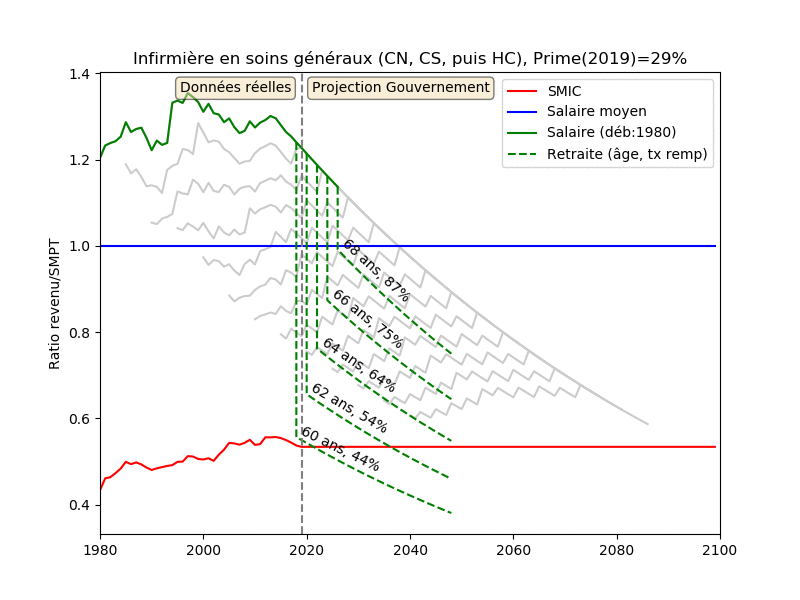 Infirmière en soins généraux (CN, CS, puis HC), Prime(2019)=29%
Données réelles
Projection Gouvernement
SMIC
Salaire moyen
Salaire (déb:1980)
Retraite (âge, tx remp)
Ratio revenu/SMPT
1.4
1.2
1.0
0.8
0.6
0.4
68 ans, 87%
66 ans, 75%
64 ans, 64%
62 ans, 54%
60 ans, 44%
1980
2000
2020
2040
2060
2080
2100